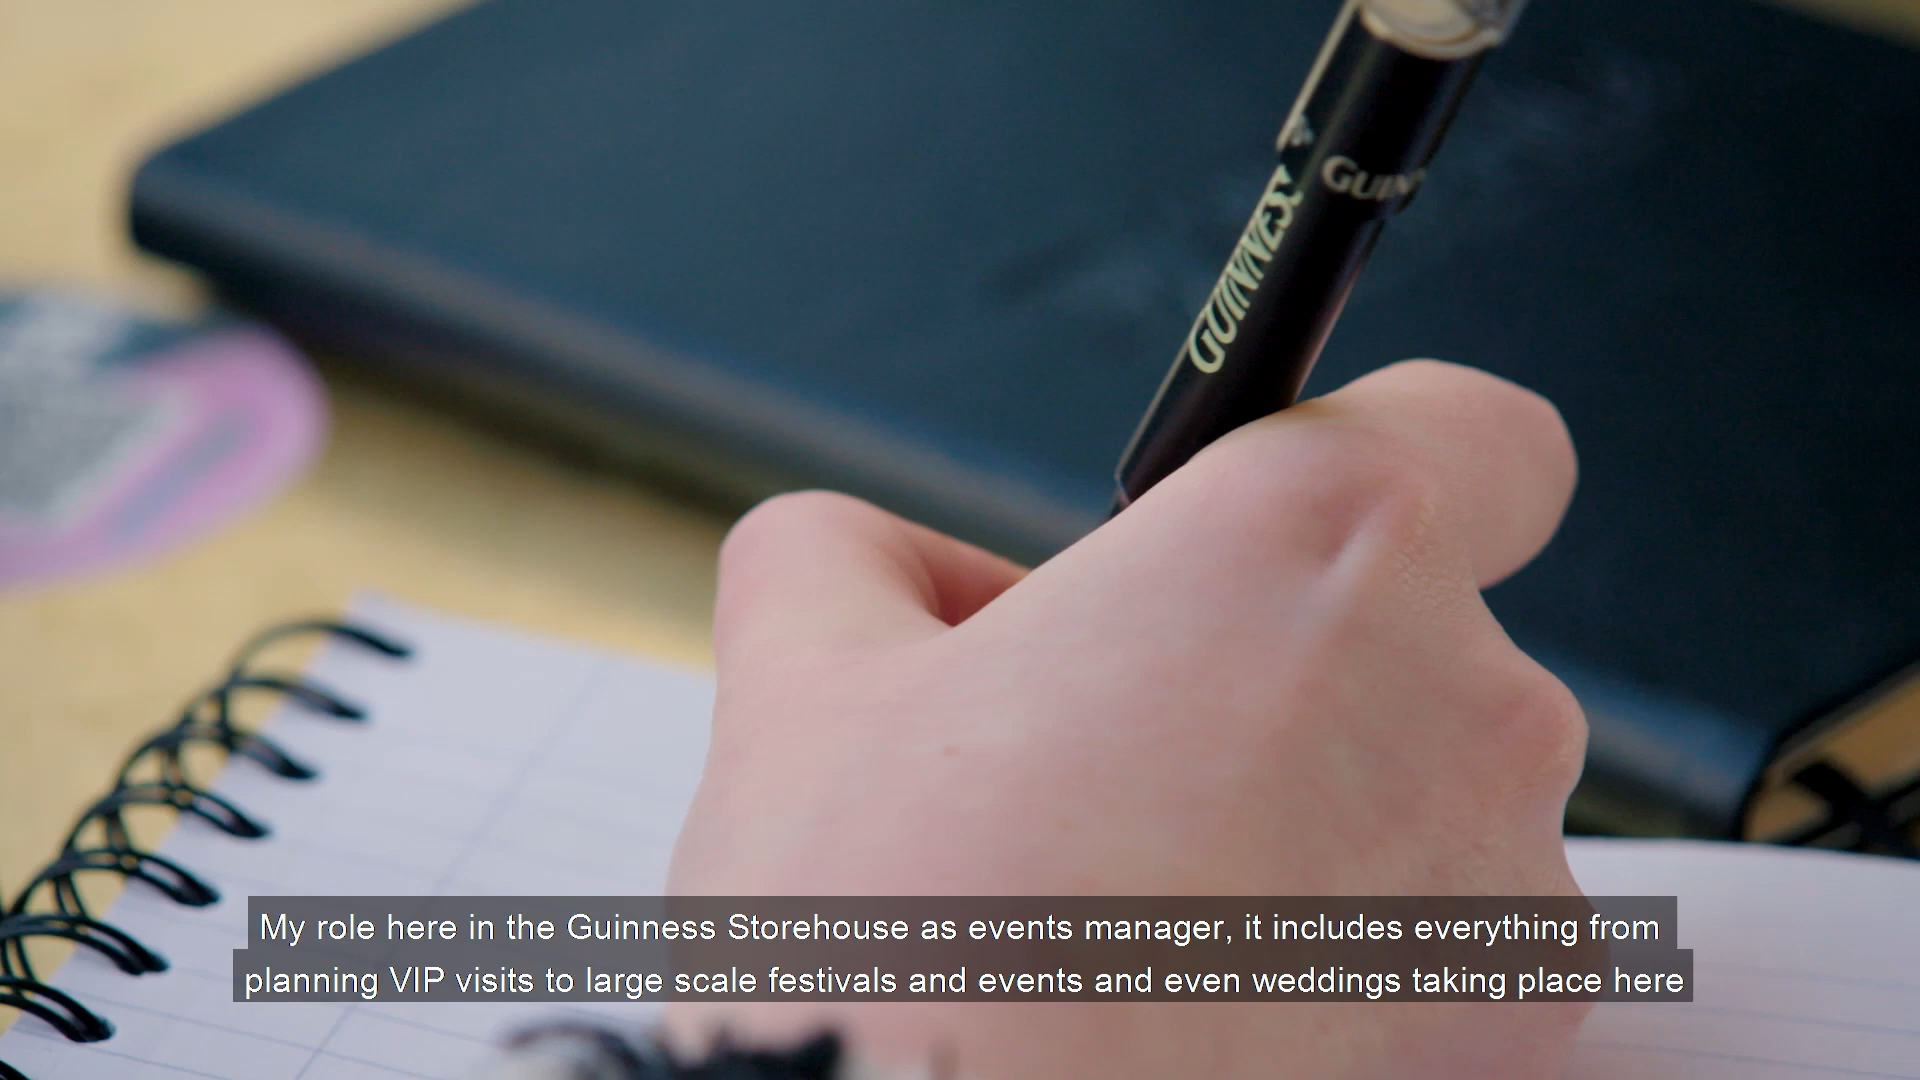 GUINNESS
GUIN
My role here in the Guinness Storehouse as events manager, it includes everything from
planning VIP visits to large scale festivals and events and even weddings taking place here